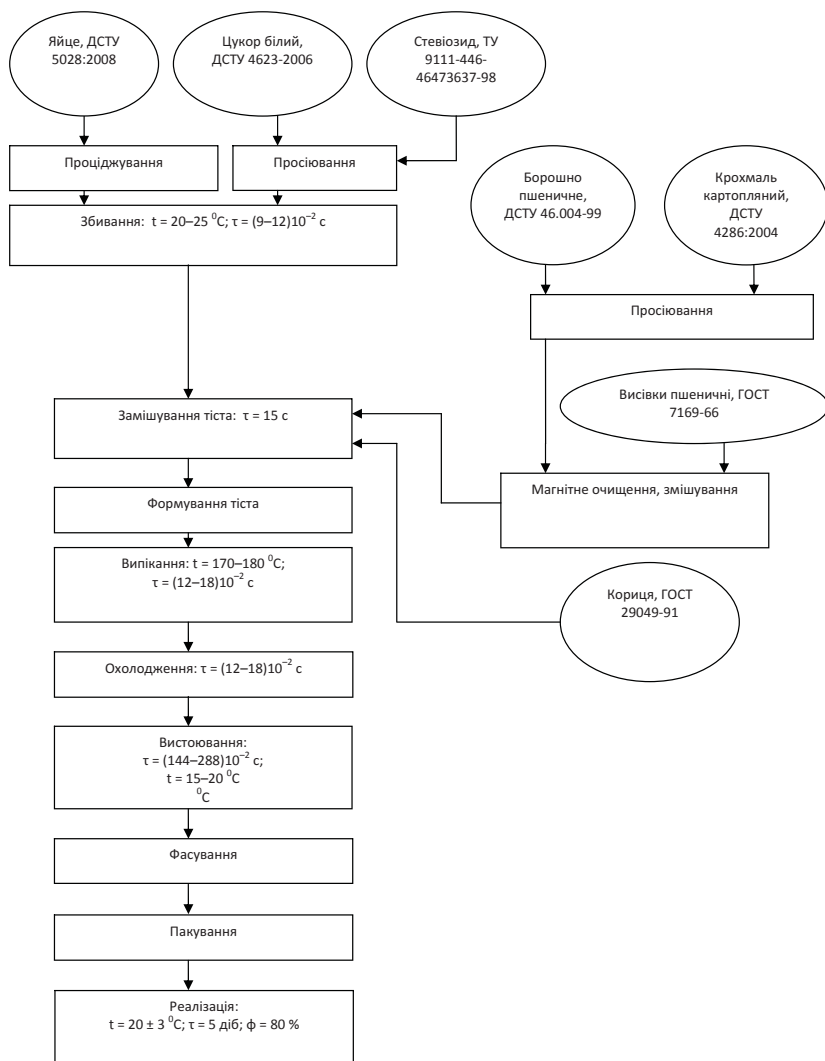 Яйце, ДСТУ
5028:2008
Цукор білий,
ДСТУ 4623-2006
Стевіозид, ТУ
9111-446-
46473637-98
Проціджування
Просіювання
Борошно
пшеничне,
ДСТУ 46.004-99
Крохмаль
картопляний,
ДСТУ
4286:2004
Збивання: t = 20–25 ⁰C; τ = (9–12)10⁻² с
Просіювання
Висівки пшеничні, ГОСТ
7169-66
Замішування тіста: τ = 15 с
Магнітне очищення, змішування
Формування тіста
Випікання: t = 170–180 ⁰C;
τ = (12–18)10⁻² с
Кориця, ГОСТ
29049-91
Охолодження: τ = (12–18)10⁻² с
Вистоювання:
τ = (144–288)10⁻² с;
t = 15–20 ⁰C
⁰C
Фасування
Пакування
Реалізація:
t = 20 ± 3 ⁰C; τ = 5 діб; ф = 80 %